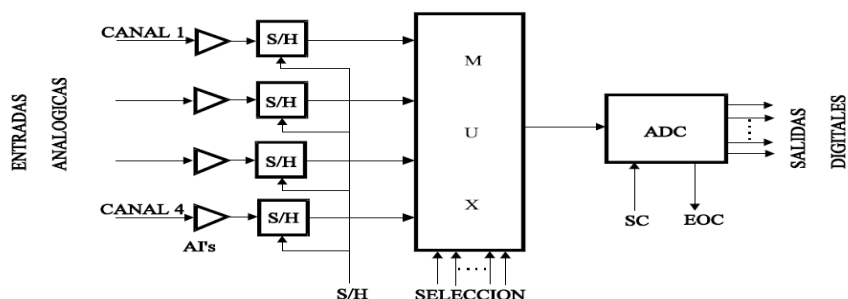 CANAL 1
S/H
S/H
S/H
CANAL 4
S/H
AI's
S/H
ENTRADAS
ANALOGICAS
M
U
X
SELECCION
ADC
SC
EOC
SALIDAS
DIGITALES